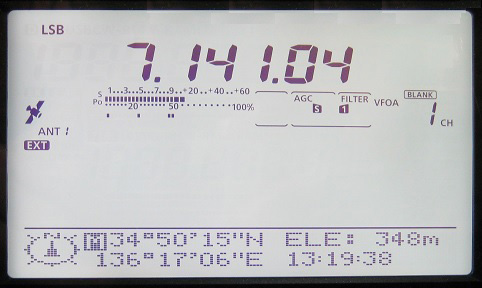 LSB
7.141.04
S 1...3...5...7...9..+20..+40..+60
Po 20 50 100%
AGC FILTER VFOA BLANK
S 1 1 CH
ANT 1
EXT
M 34°50'15"N ELE: 348m
136°17'06"E 13:19:38